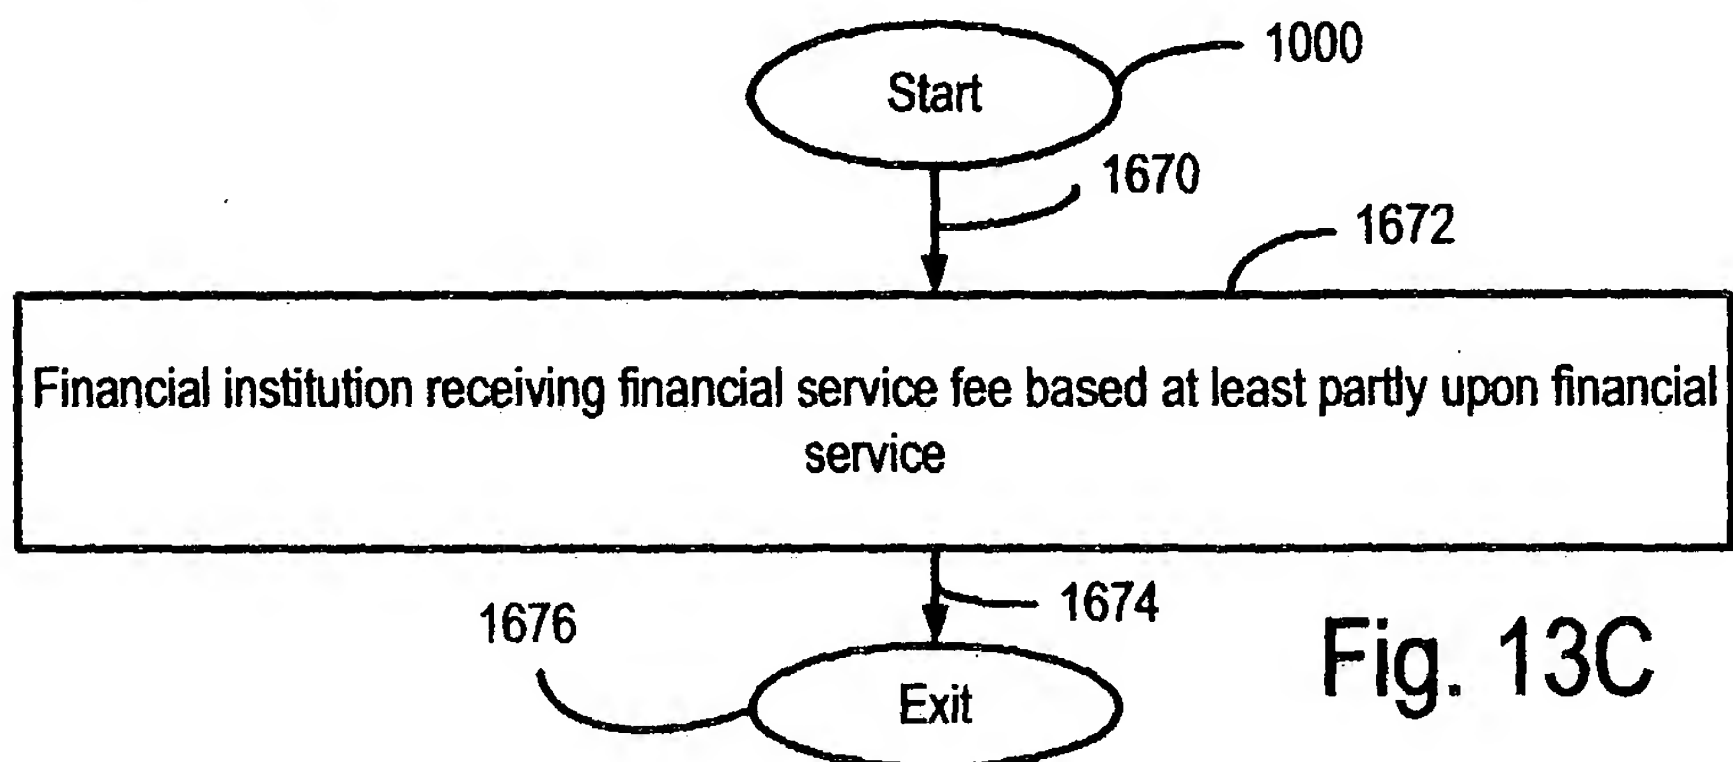 Start
1000
1670
1672
Financial institution receiving financial service fee based at least partly upon financial
service
1674
1676
Exit
Fig. 13C